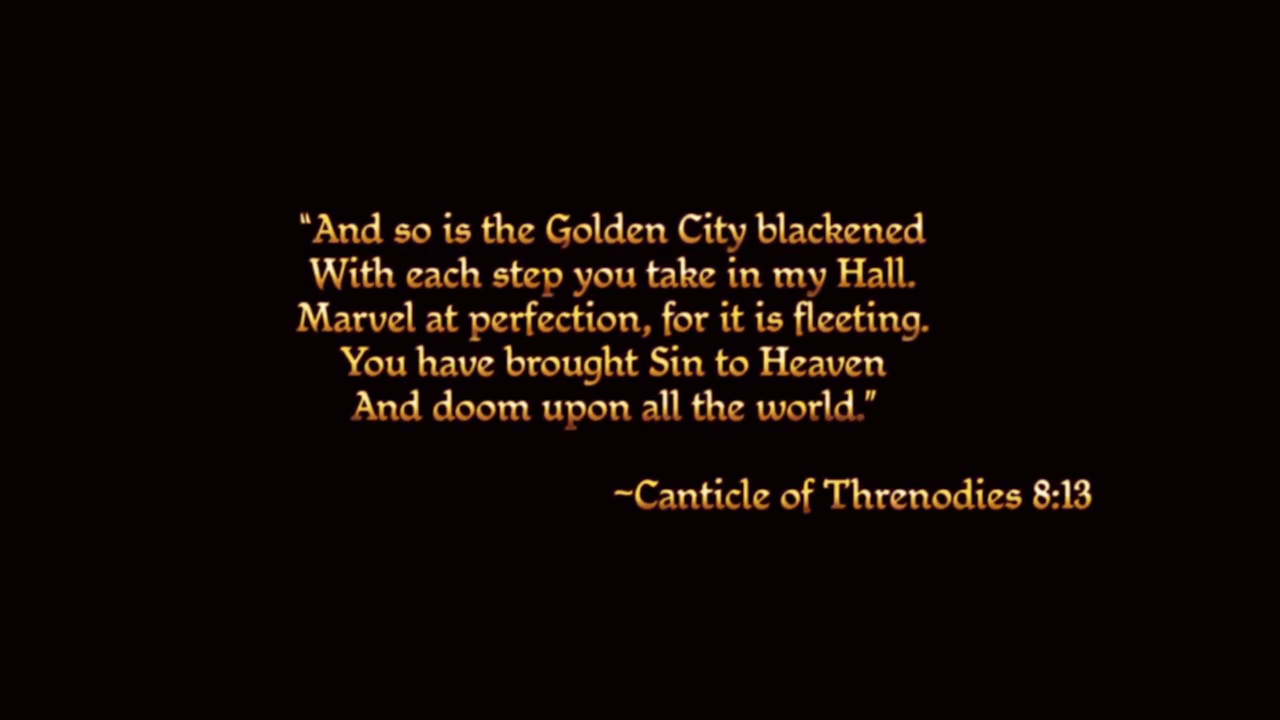 “And so is the Golden City blackened
With each step you take in my Hall.
Marvel at perfection, for it is fleeting.
You have brought Sin to Heaven
And doom upon all the world.”
~Canticle of Threnodies 8:13